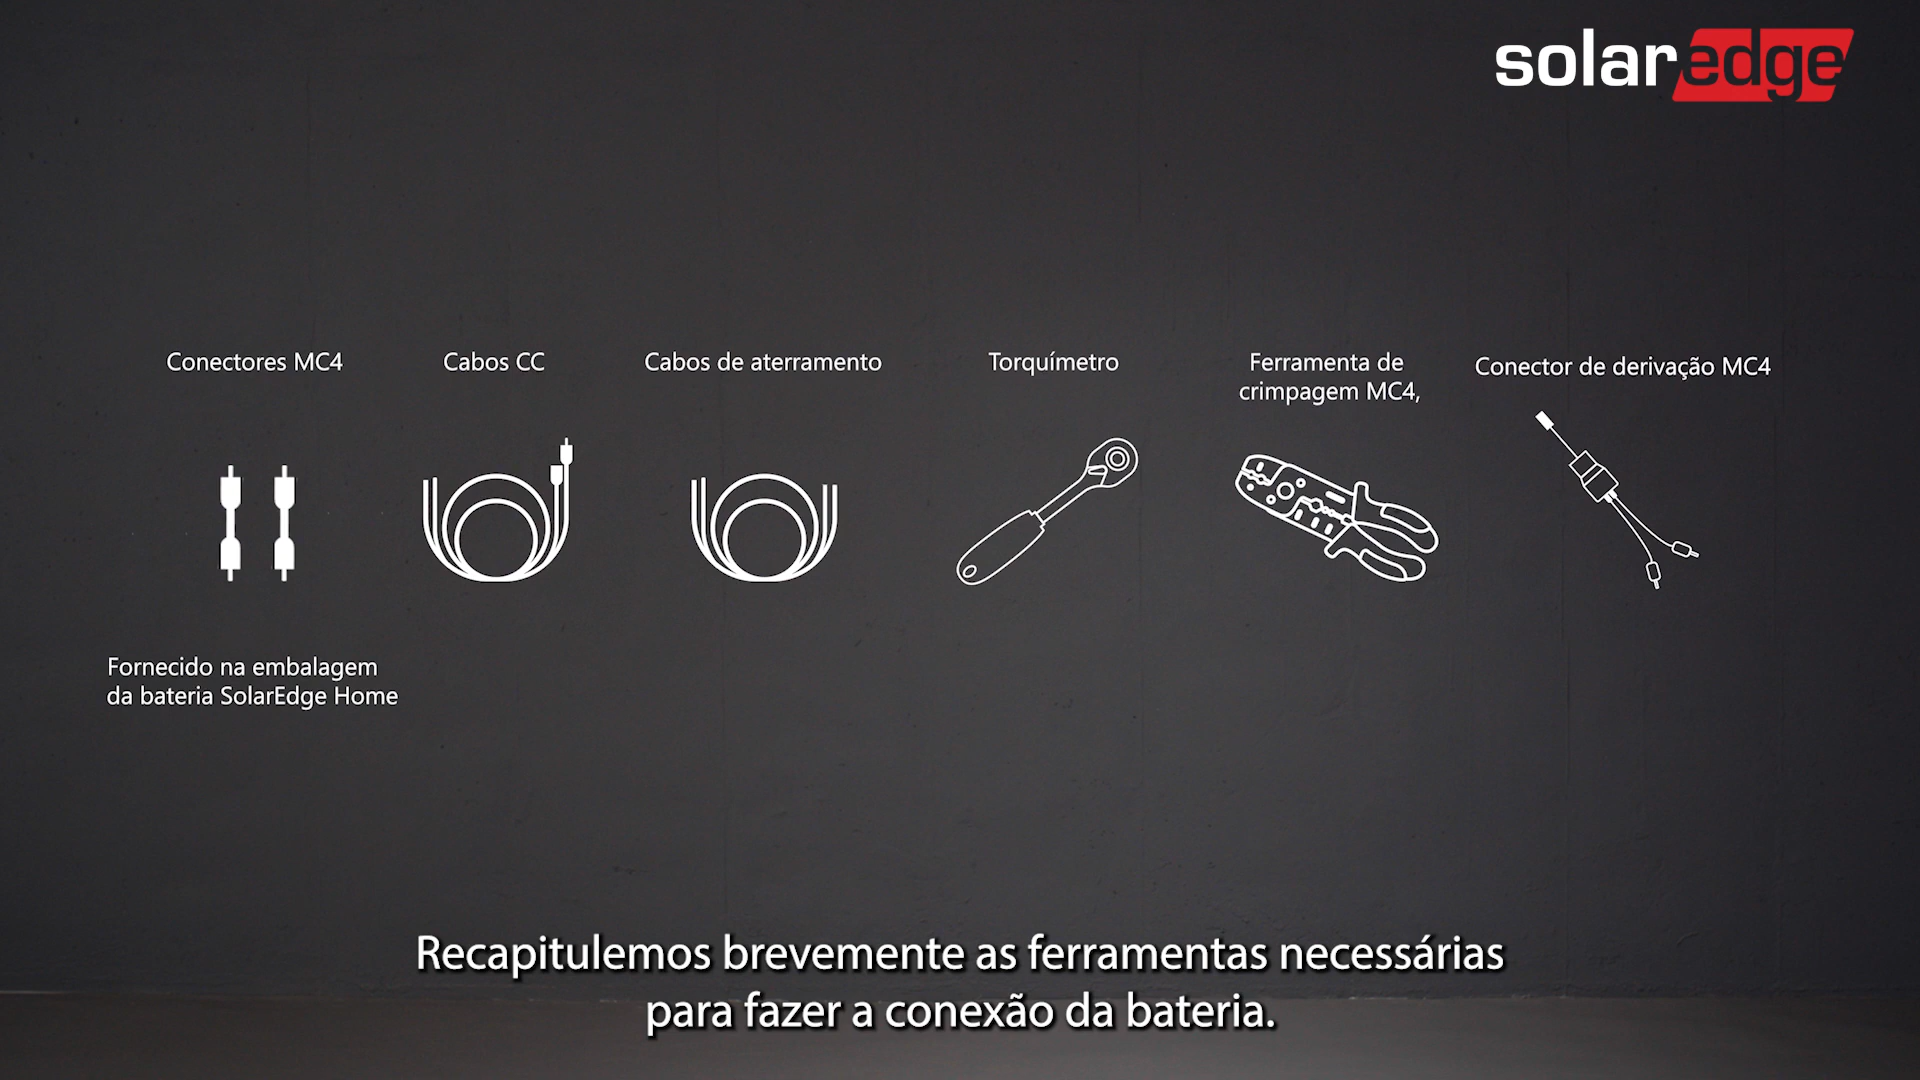 solaredge
Conectores MC4
Cabos CC
Cabos de aterramento
Torquímetro
Ferramenta de
crimpagem MC4,
Conector de derivação MC4
Fornecido na embalagem
da bateria SolarEdge Home
Recapitulemos brevemente as ferramentas necessárias
para fazer a conexão da bateria.